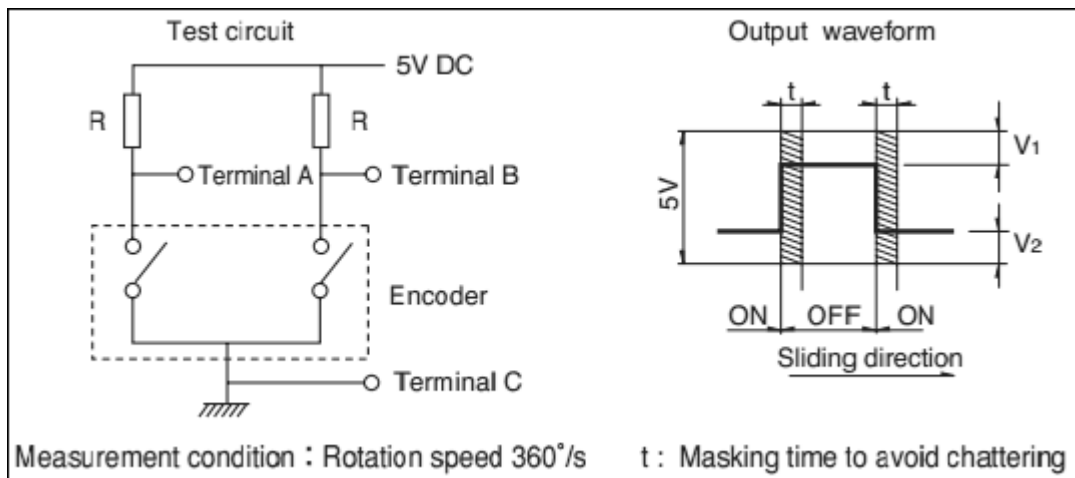 Test circuit
5V DC
R
R
Terminal A
Terminal B
Encoder
Terminal C
Output waveform
t
t
V1
5V
V2
ON
OFF
ON
Sliding direction
Measurement condition : Rotation speed 360°/s
t : Masking time to avoid chattering